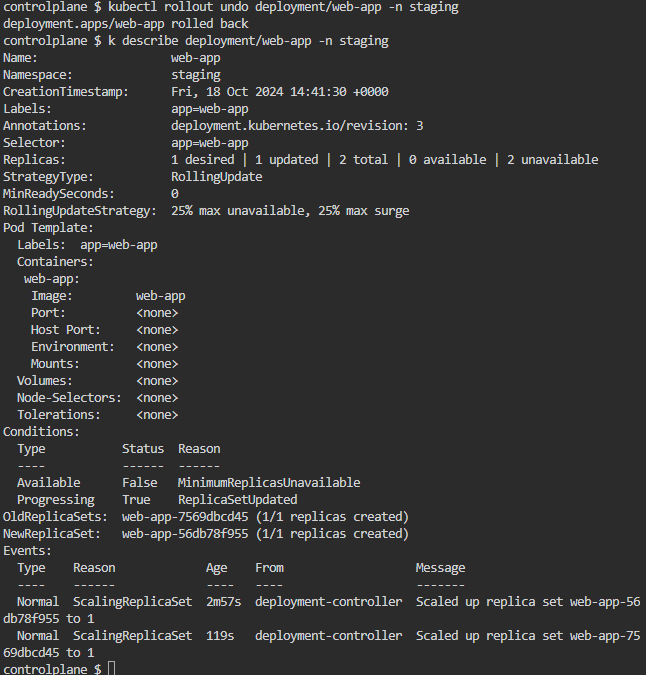 controlplane $ kubectl rollout undo deployment/web-app -n staging
deployment.apps/web-app rolled back
controlplane $ k describe deployment/web-app -n staging
Name:                   web-app
Namespace:              staging
CreationTimestamp:      Fri, 18 Oct 2024 14:41:30 +0000
Labels:                 app=web-app
Annotations:            deployment.kubernetes.io/revision: 3
Selector:               app=web-app
Replicas:               1 desired | 1 updated | 2 total | 0 available | 2 unavailable
StrategyType:           RollingUpdate
MinReadySeconds:        0
RollingUpdateStrategy:  25% max unavailable, 25% max surge
Pod Template:
  Labels:  app=web-app
  Containers:
   web-app:
    Image:         web-app
    Port:          <none>
    Host Port:     <none>
    Environment:   <none>
    Mounts:        <none>
  Volumes:         <none>
  Node-Selectors:  <none>
  Tolerations:     <none>
Conditions:
  Type           Status  Reason
  ----           ------  ------
  Available      False   MinimumReplicasUnavailable
  Progressing    True    ReplicaSetUpdated
OldReplicaSets:  web-app-7569dbcd45 (1/1 replicas created)
NewReplicaSet:   web-app-56db78f955 (1/1 replicas created)
Events:
  Type    Reason             Age    From                   Message
  ----    ------             ----   ----                   -------
  Normal  ScalingReplicaSet  2m57s  deployment-controller  Scaled up replica set web-app-56
db78f955 to 1
  Normal  ScalingReplicaSet  119s   deployment-controller  Scaled up replica set web-app-75
69dbcd45 to 1
controlplane $